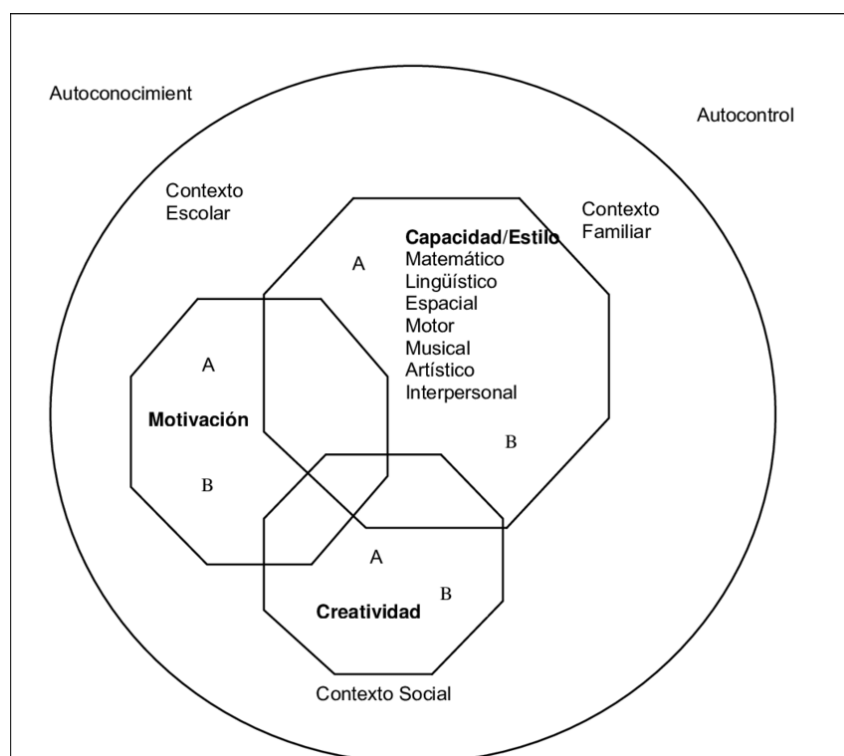 Autoconocimient
Autocontrol
Contexto
Escolar
Contexto
Familiar
Capacidad/Estilo
A
Matemático
Lingüístico
Espacial
Motor
Musical
Artístico
Interpersonal
A
Motivación
B
B
A
B
Creatividad
Contexto Social